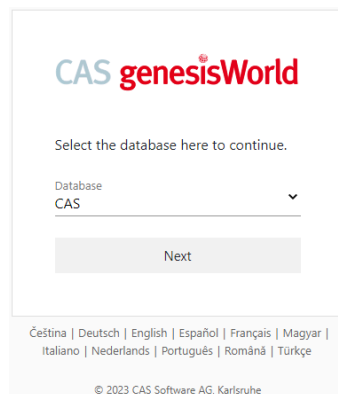 CAS genesisWorld
Select the database here to continue.
Database
CAS
Next
Čeština | Deutsch | English | Español | Français | Magyar |
Italiano | Nederlands | Português | Română | Türkçe
© 2023 CAS Software AG, Karlsruhe